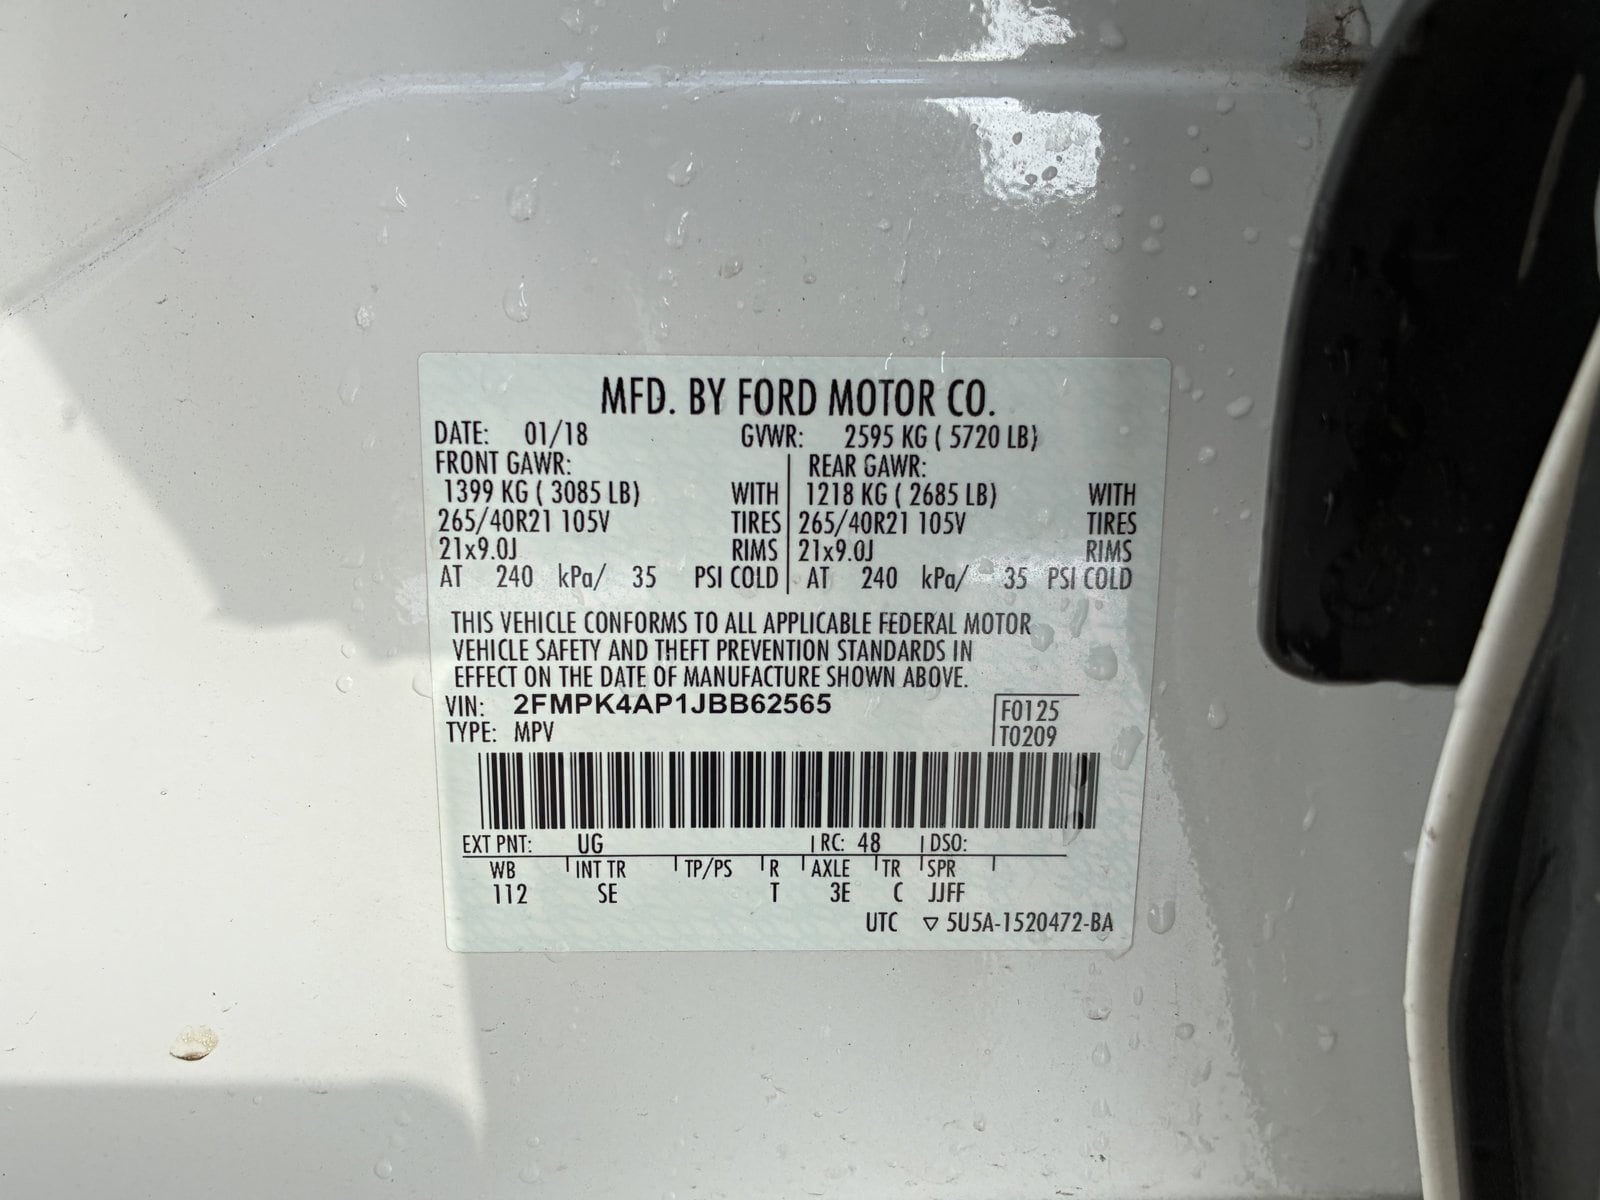 MFD. BY FORD MOTOR CO.
DATE: 01/18 GVWR: 2595 KG ( 5720 LB)
FRONT GAWR: REAR GAWR:
1399 KG ( 3085 LB) WITH 1218 KG ( 2685 LB) WITH
265/40R21 105V TIRES 265/40R21 105V TIRES
21x9.0J RIMS 21x9.0J RIMS
AT 240 kPa/ 35 PSI COLD AT 240 kPa/ 35 PSI COLD
THIS VEHICLE CONFORMS TO ALL APPLICABLE FEDERAL MOTOR
VEHICLE SAFETY AND THEFT PREVENTION STANDARDS IN
EFFECT ON THE DATE OF MANUFACTURE SHOWN ABOVE.
VIN: 2FMPK4AP1JBB62565 F0125
TYPE: MPV T0209
EXT PNT: UG RC: 48 DSO:
WB INT TR TP/PS R AXLE TR SPR
112 SE T 3E C JJFF
UTC ▽ 5U5A-1520472-BA